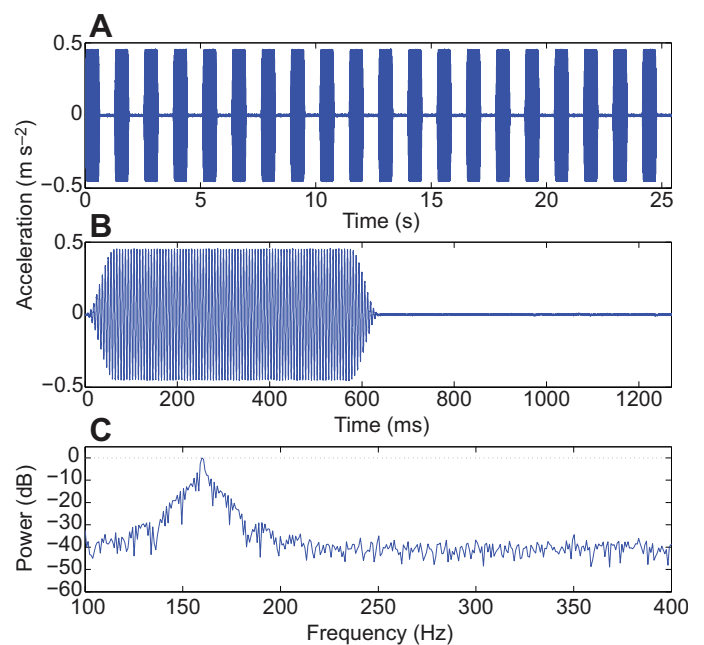 A
Acceleration (m s⁻²)
0.5
0
−0.5
0 5 10 15 20 25
Time (s)
B
0.5
0
−0.5
0 200 400 600 800 1000 1200
Time (ms)
C
Power (dB)
0
−10
−20
−30
−40
−50
−60
100 150 200 250 300 350 400
Frequency (Hz)